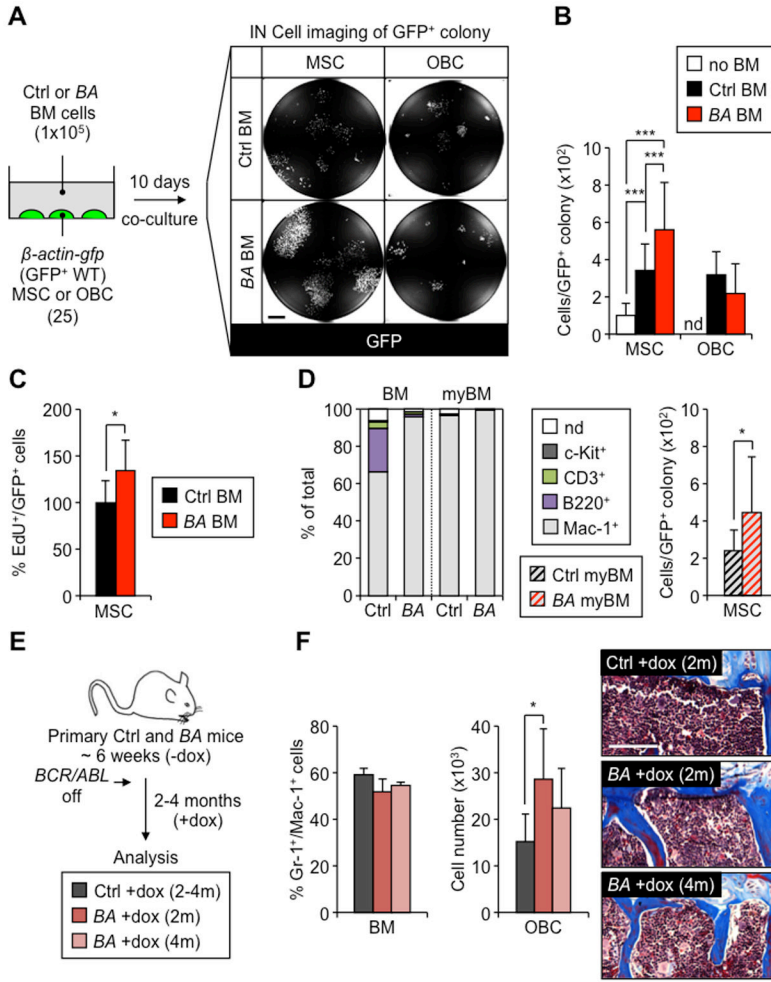 A
IN Cell imaging of GFP⁺ colony
MSC
OBC
Ctrl or BA
BM cells
(1x10⁵)
10 days
co-culture
β-actin-gfp
(GFP⁺ WT)
MSC or OBC
(25)
Ctrl BM
BA BM
GFP
B
no BM
Ctrl BM
BA BM
Cells/GFP⁺ colony (x10²)
10
8
6
4
2
0
***
***
***
nd
MSC
OBC
C
% EdU⁺/GFP⁺ cells
200
150
100
50
0
*
MSC
Ctrl BM
BA BM
D
BM
myBM
% of total
100
80
60
40
20
0
Ctrl
BA
Ctrl
BA
nd
c-Kit⁺
CD3⁺
B220⁺
Mac-1⁺
Ctrl myBM
BA myBM
Cells/GFP⁺ colony (x10²)
10
8
6
4
2
0
*
MSC
E
Primary Ctrl and BA mice
~ 6 weeks (-dox)
BCR/ABL
off
2-4 months
(+dox)
Analysis
Ctrl +dox (2-4m)
BA +dox (2m)
BA +dox (4m)
F
% Gr-1⁺/Mac-1⁺ cells
80
60
40
20
0
BM
Cell number (x10³)
40
30
20
10
0
*
OBC
Ctrl +dox (2m)
BA +dox (2m)
BA +dox (4m)